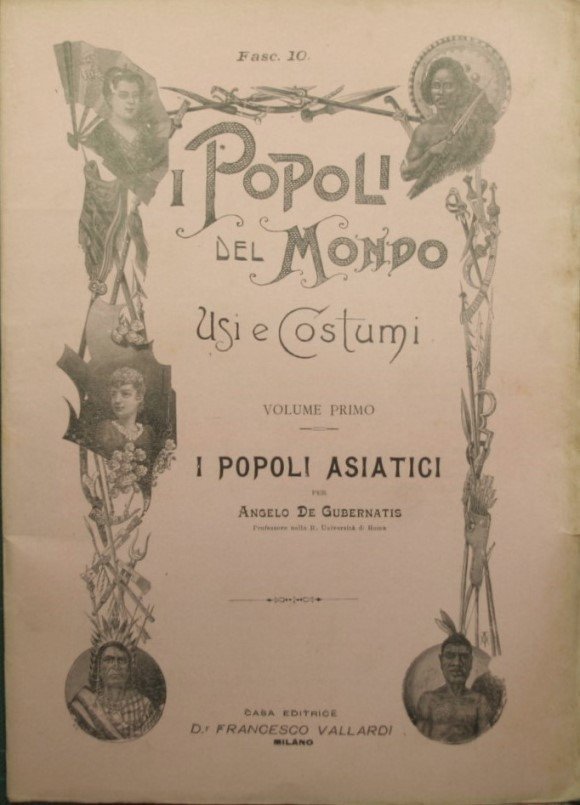 Fasc. 10.
I POPOLI
DEL MONDO
Usi e Costumi
VOLUME PRIMO
I POPOLI ASIATICI
PER
ANGELO DE GUBERNATIS
Professore nella R. Università di Roma
CASA EDITRICE
Dr FRANCESCO VALLARDI
MILANO